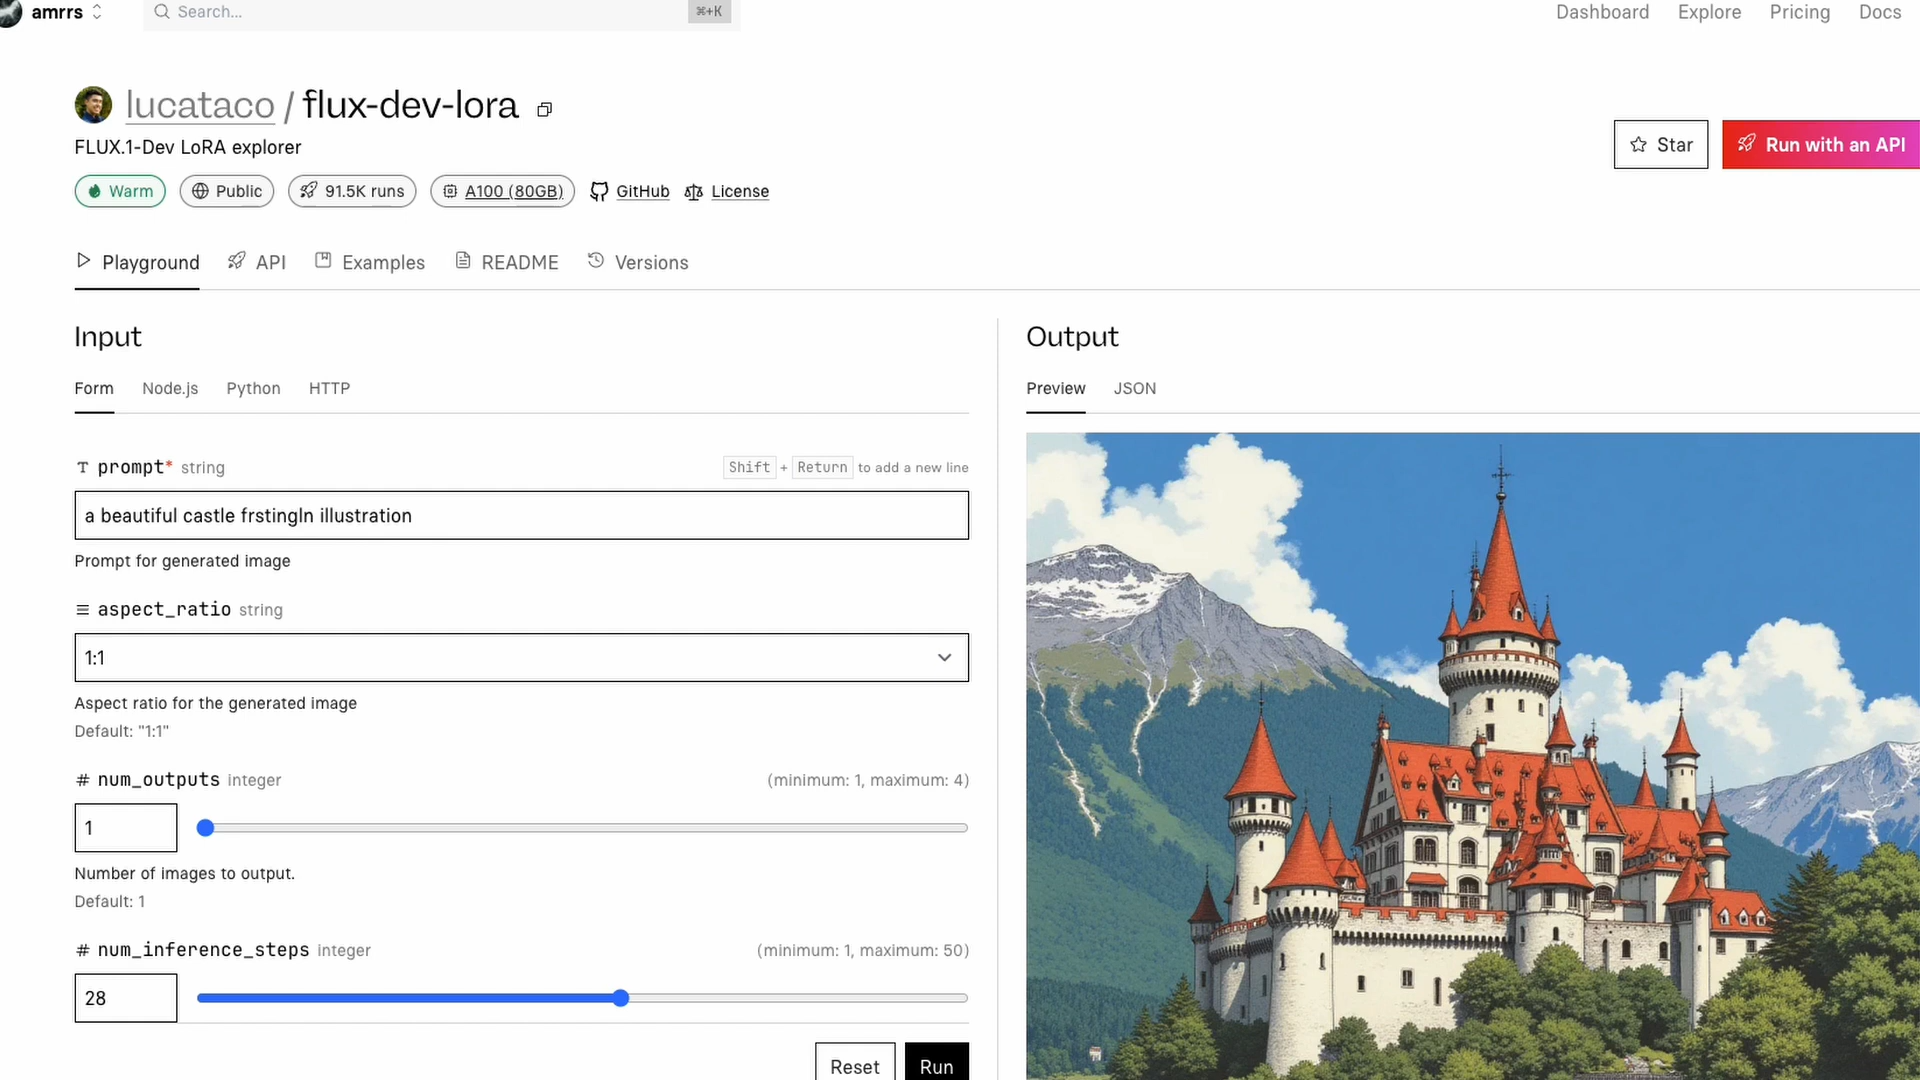 amrrs
Search...
⌘+K
Dashboard Explore Pricing Docs
lucataco / flux-dev-lora
FLUX.1-Dev LoRA explorer
Star
Run with an API
Warm
Public
91.5K runs
A100 (80GB)
GitHub
License
Playground API Examples README Versions
Input
Form Node.js Python HTTP
prompt* string
Shift + Return to add a new line
a beautiful castle frstingln illustration
Prompt for generated image
aspect_ratio string
1:1
Aspect ratio for the generated image
Default: "1:1"
# num_outputs integer (minimum: 1, maximum: 4)
1
Number of images to output.
Default: 1
# num_inference_steps integer (minimum: 1, maximum: 50)
28
Reset
Run
Output
Preview JSON